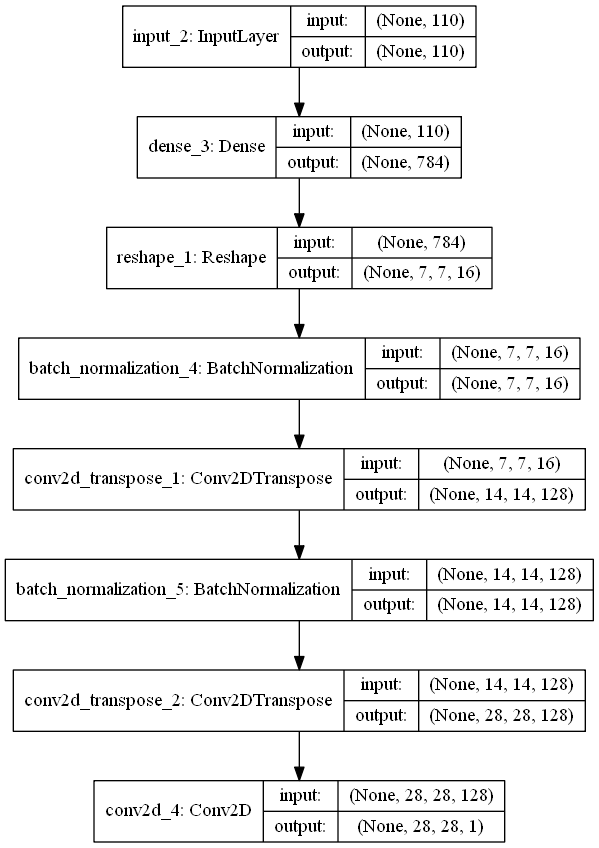 input_2: InputLayer
input: (None, 110)
output: (None, 110)
dense_3: Dense
input: (None, 110)
output: (None, 784)
reshape_1: Reshape
input: (None, 784)
output: (None, 7, 7, 16)
batch_normalization_4: BatchNormalization
input: (None, 7, 7, 16)
output: (None, 7, 7, 16)
conv2d_transpose_1: Conv2DTranspose
input: (None, 7, 7, 16)
output: (None, 14, 14, 128)
batch_normalization_5: BatchNormalization
input: (None, 14, 14, 128)
output: (None, 14, 14, 128)
conv2d_transpose_2: Conv2DTranspose
input: (None, 14, 14, 128)
output: (None, 28, 28, 128)
conv2d_4: Conv2D
input: (None, 28, 28, 128)
output: (None, 28, 28, 1)